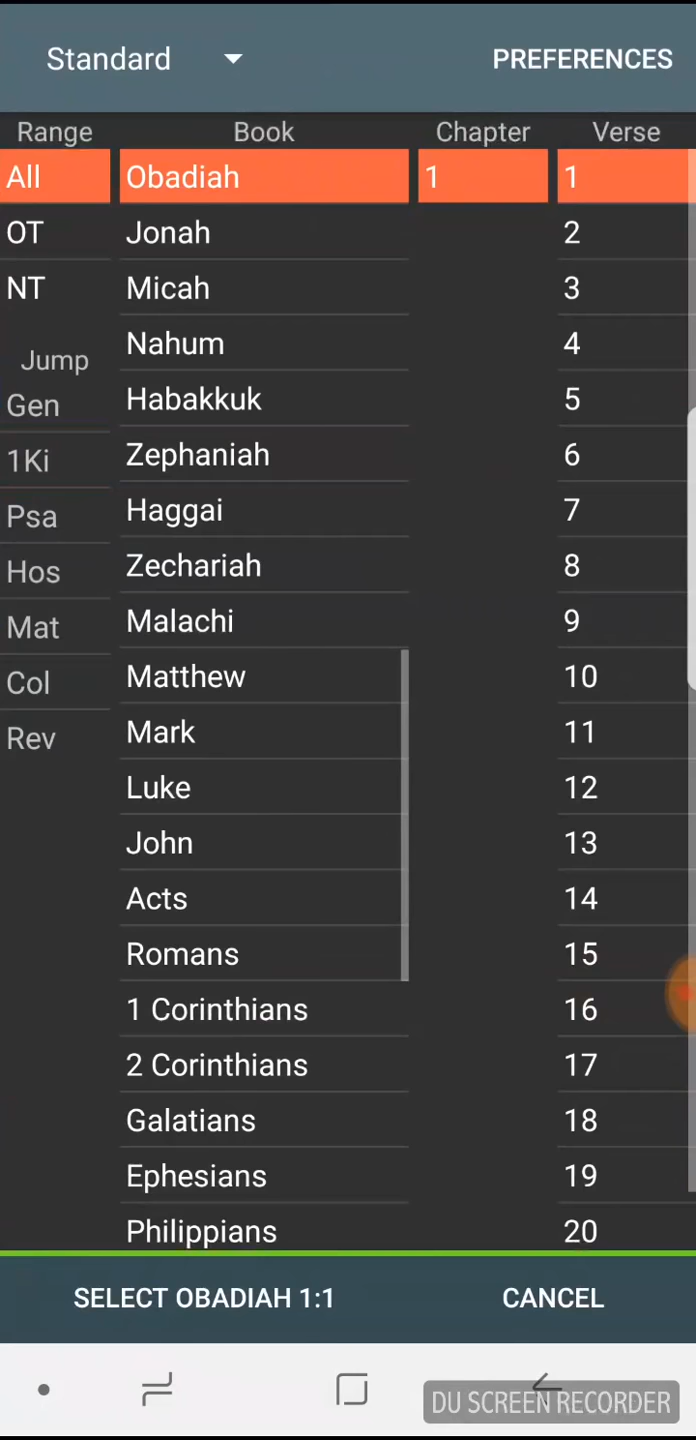 Standard PREFERENCES
Range Book Chapter Verse
All Obadiah 1 1
OT Jonah 2
NT Micah 3
Nahum 4
Jump
Gen Habakkuk 5
1Ki Zephaniah 6
Psa Haggai 7
Hos Zechariah 8
Mat Malachi 9
Col Matthew 10
Rev Mark 11
Luke 12
John 13
Acts 14
Romans 15
1 Corinthians 16
2 Corinthians 17
Galatians 18
Ephesians 19
Philippians 20
SELECT OBADIAH 1:1 CANCEL
DU SCREEN RECORDER